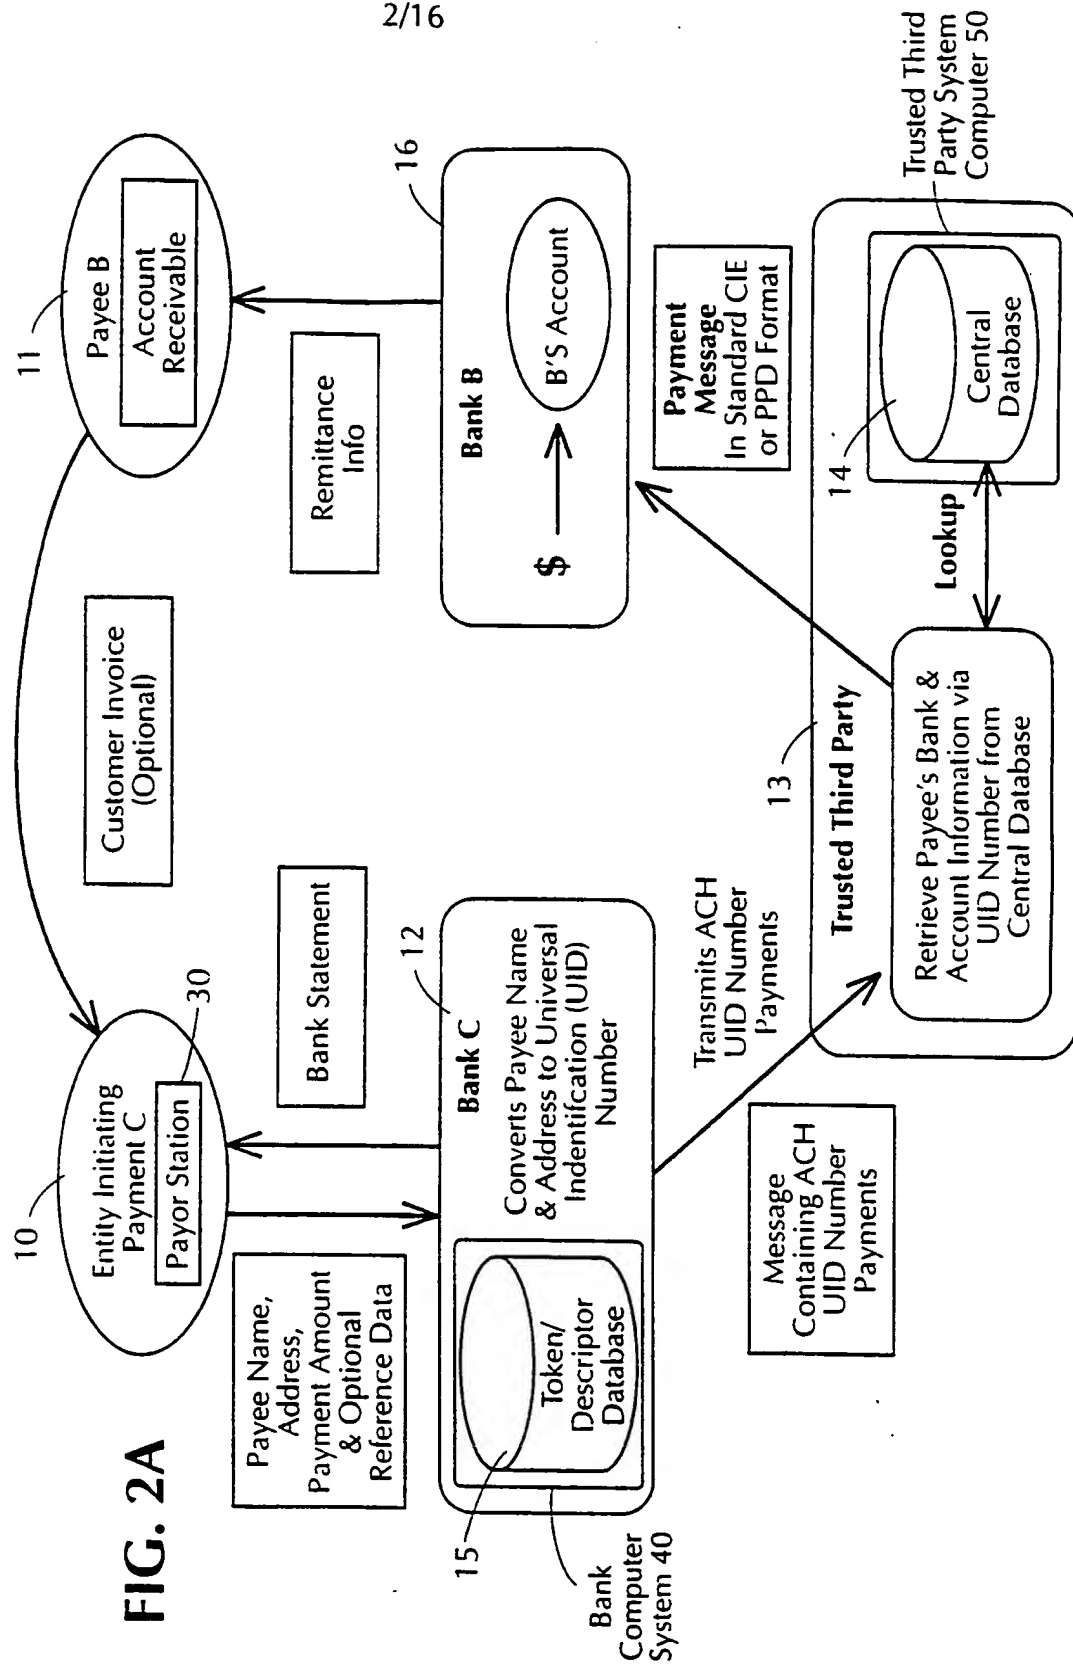 2/16
FIG. 2A
10
Entity Initiating
Payment C
Payor Station
30
Customer Invoice
(Optional)
11
Payee B
Account
Receivable
Payee Name,
Address,
Payment Amount
& Optional
Reference Data
Bank Statement
Remittance
Info
12
Bank C
Converts Payee Name
& Address to Universal
Indentifcation (UID)
Number
Token/
Descriptor
Database
15
Bank
Computer
System 40
16
Bank B
$
B'S Account
Message
Containing ACH
UID Number
Payments
Transmits ACH
UID Number
Payments
Payment
Message
In Standard CIE
or PPD Format
13
Trusted Third Party
Retrieve Payee's Bank &
Account Information via
UID Number from
Central Database
Lookup
14
Central
Database
Trusted Third
Party System
Computer 50